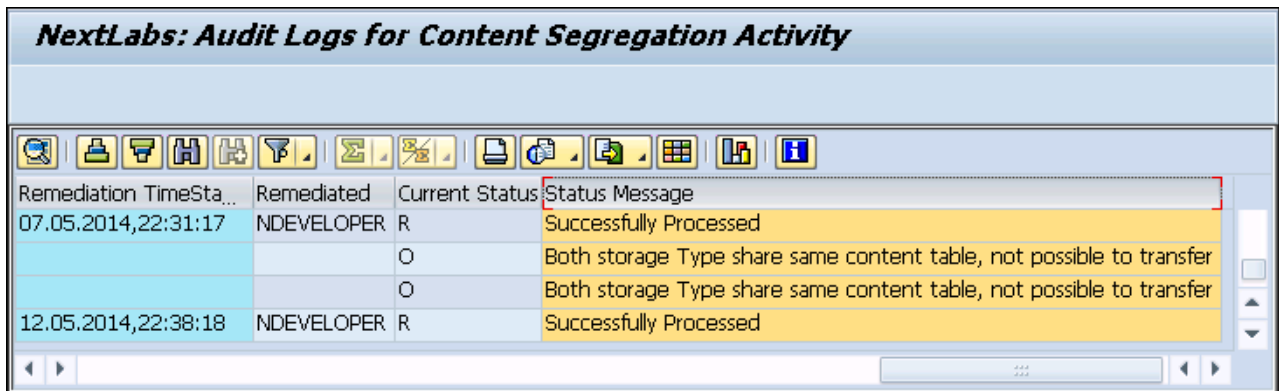 NextLabs: Audit Logs for Content Segregation Activity
Remediation TimeSta... Remediated Current Status Status Message
07.05.2014,22:31:17 NDEVELOPER R Successfully Processed
O Both storage Type share same content table, not possible to transfer
O Both storage Type share same content table, not possible to transfer
12.05.2014,22:38:18 NDEVELOPER R Successfully Processed